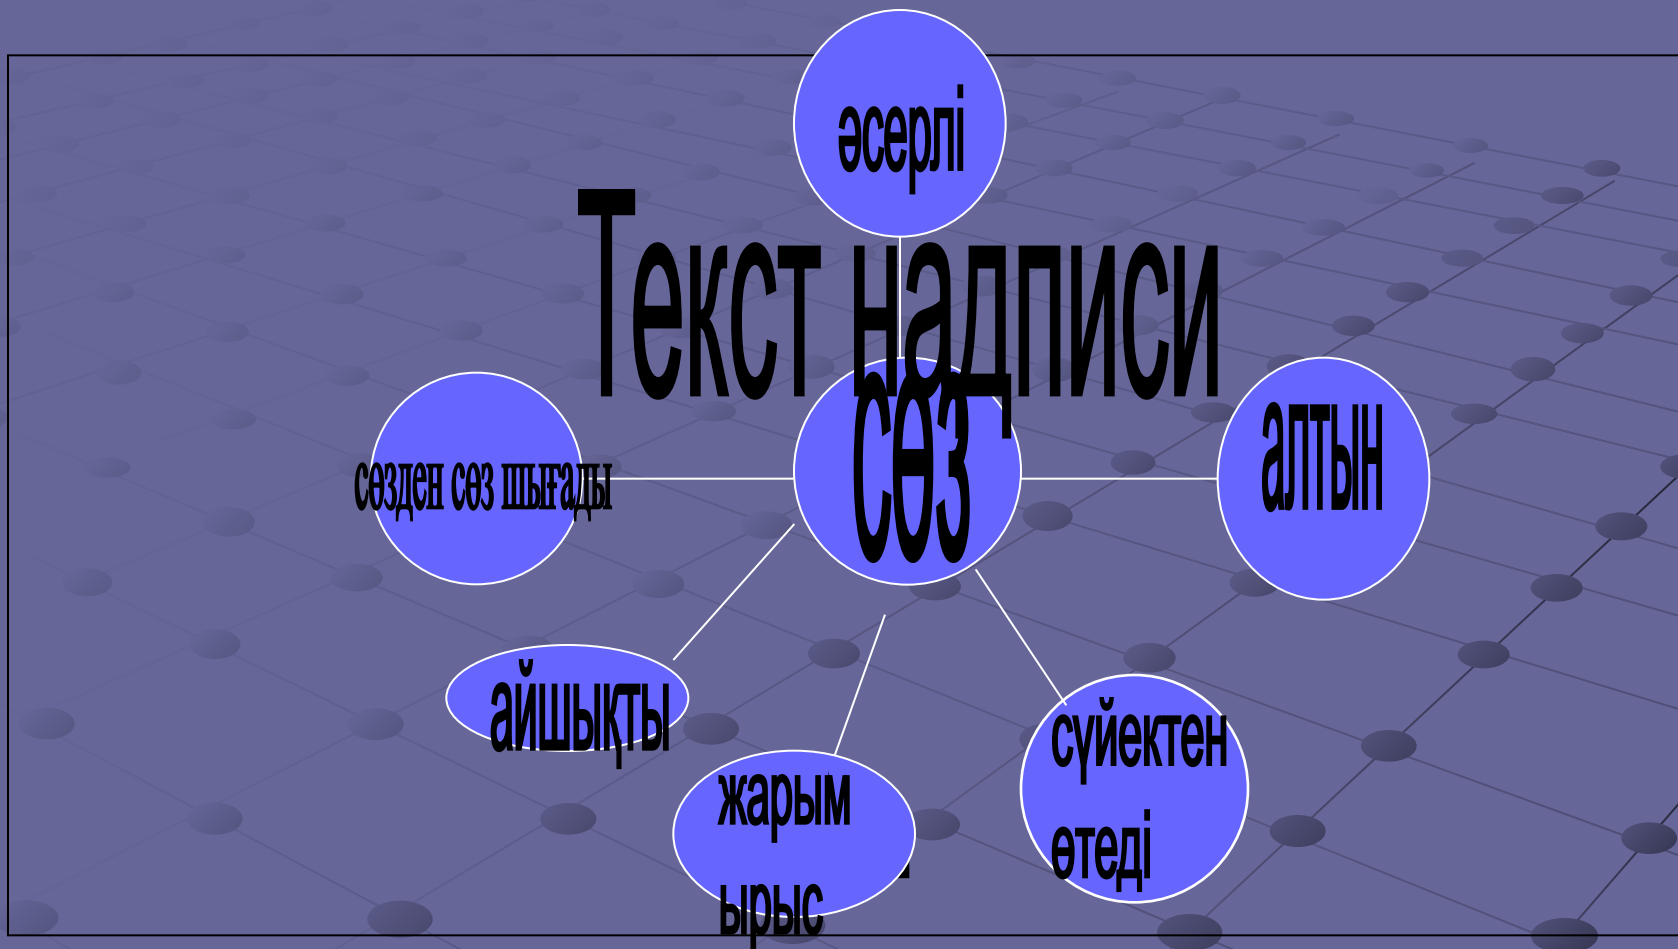 әсерлі
Текст надписи
сөз
сөзден сөз шығады
алтын
айшықты
жарым
ырыс
сүйектен
өтеді